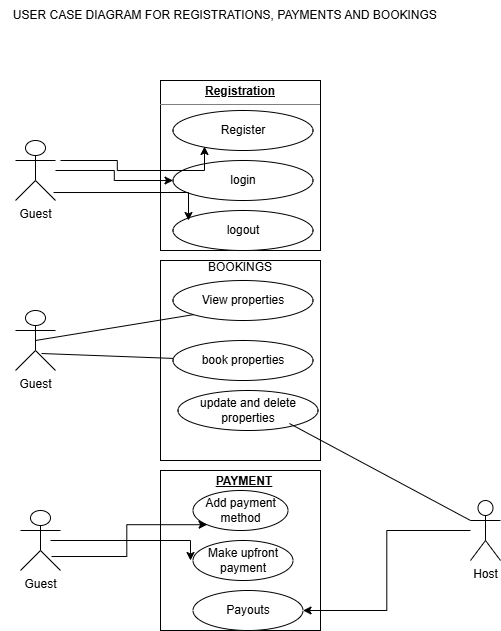 USER CASE DIAGRAM FOR REGISTRATIONS, PAYMENTS AND BOOKINGS
Registration
Register
login
Guest
logout
BOOKINGS
View properties
book properties
Guest
update and delete
properties
PAYMENT
Add payment
method
Make upfront
payment
Guest
Host
Payouts